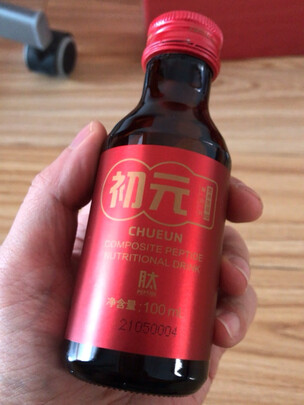 初元
CHUEUN
COMPOSITE PEPTIDE
NUTRITIONAL DRINK
肽
净含量:100mL
21050004